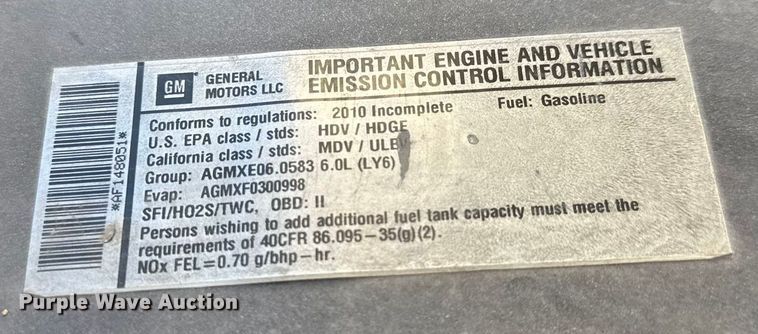 GM
GENERAL
MOTORS LLC
IMPORTANT ENGINE AND VEHICLE
EMISSION CONTROL INFORMATION
Conforms to regulations: 2010 Incomplete Fuel: Gasoline
U.S. EPA class / stds: HDV / HDGE
California class / stds: MDV / ULE
Group: AGMXE06.0583 6.0L (LY6)
Evap: AGMXF0300998
SFI/HO2S/TWC, OBD: II
Persons wishing to add additional fuel tank capacity must meet the
requirements of 40CFR 86.095-35(g)(2).
NOx FEL=0.70 g/bhp-hr.
*AF148051*
Purple Wave Auction